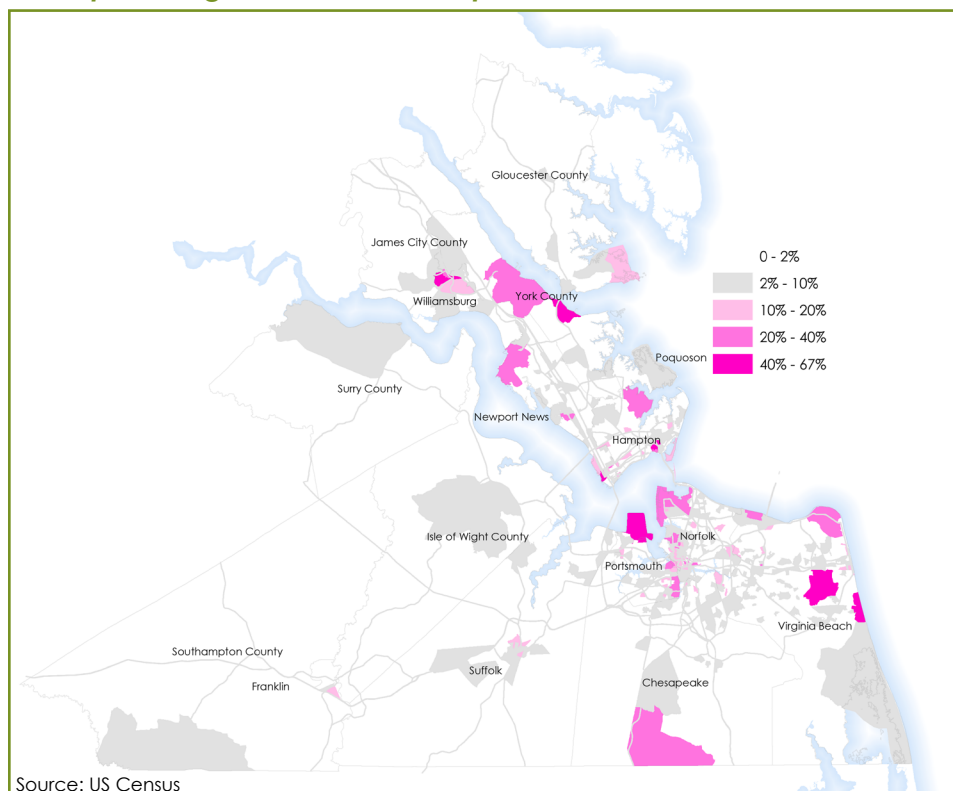 Gloucester County
James City County
0 - 2%
2% - 10%
Williamsburg
York County
10% - 20%
20% - 40%
Poquoson
40% - 67%
Surry County
Newport News
Hampton
Isle of Wight County
Norfolk
Portsmouth
Virginia Beach
Southampton County
Suffolk
Chesapeake
Franklin
Source: US Census